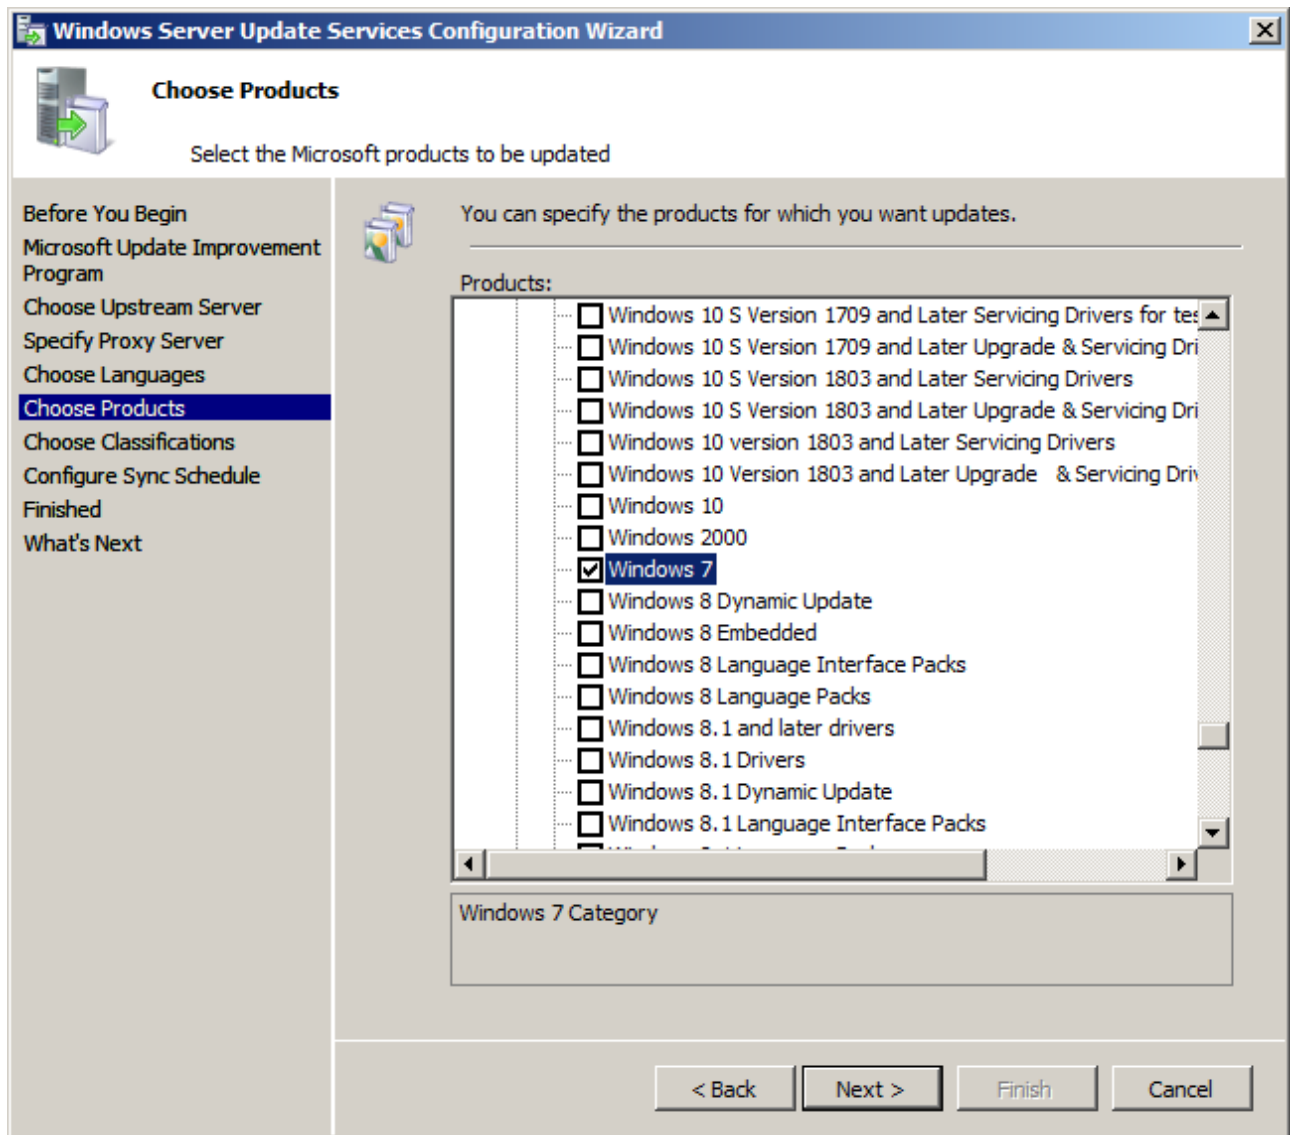 Windows Server Update Services Configuration Wizard
Choose Products
Select the Microsoft products to be updated
Before You Begin
Microsoft Update Improvement
Program
Choose Upstream Server
Specify Proxy Server
Choose Languages
Choose Products
Choose Classifications
Configure Sync Schedule
Finished
What's Next
You can specify the products for which you want updates.
Products:
Windows 10 S Version 1709 and Later Servicing Drivers for tes
Windows 10 S Version 1709 and Later Upgrade & Servicing Dri
Windows 10 S Version 1803 and Later Servicing Drivers
Windows 10 S Version 1803 and Later Upgrade & Servicing Dri
Windows 10 version 1803 and Later Servicing Drivers
Windows 10 Version 1803 and Later Upgrade   & Servicing Driv
Windows 10
Windows 2000
Windows 7
Windows 8 Dynamic Update
Windows 8 Embedded
Windows 8 Language Interface Packs
Windows 8 Language Packs
Windows 8.1 and later drivers
Windows 8.1 Drivers
Windows 8.1 Dynamic Update
Windows 8.1 Language Interface Packs
Windows 7 Category
< Back
Next >
Finish
Cancel